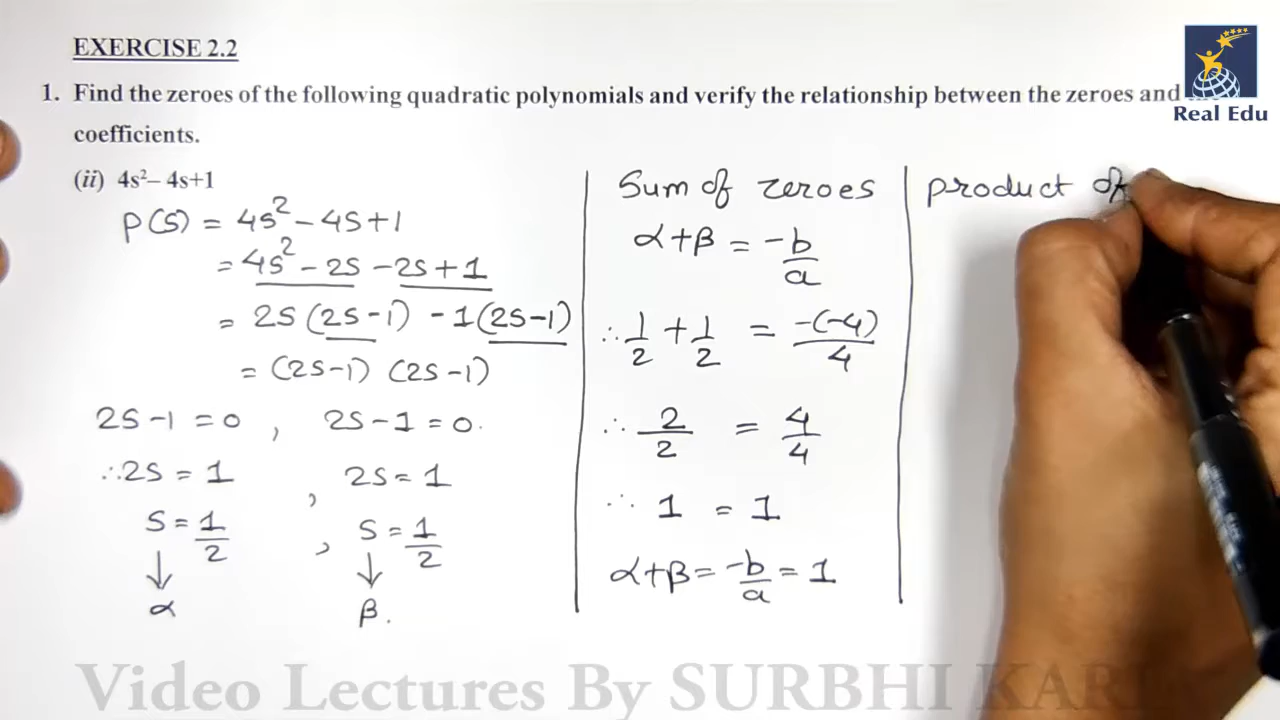 EXERCISE 2.2
Real Edu
1. Find the zeroes of the following quadratic polynomials and verify the relationship between the zeroes and
coefficients.
(ii) 4s²– 4s+1
P(s) = 4s² - 4s + 1
= 4s² - 2s - 2s + 1
= 2s (2s - 1) - 1 (2s - 1)
= (2s - 1) (2s - 1)
2s - 1 = 0 , 2s - 1 = 0.
∴ 2s = 1 , 2s = 1
s = 1/2 , s = 1/2
↓ ↓
α β.
Sum of zeroes
α + β = -b/a
∴ 1/2 + 1/2 = -(-4)/4
∴ 2/2 = 4/4
∴ 1 = 1
α + β = -b/a = 1
product of
Video Lectures By SURBHI